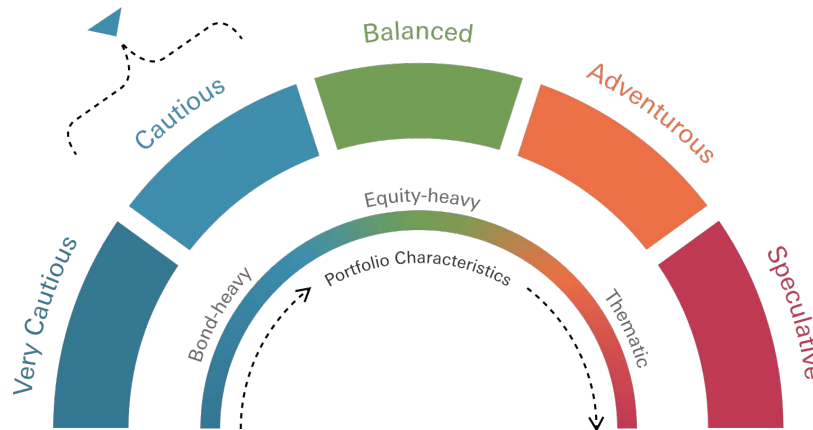 Balanced
Cautious
Adventurous
Very Cautious
Speculative
Equity-heavy
Bond-heavy
Thematic
Portfolio Characteristics